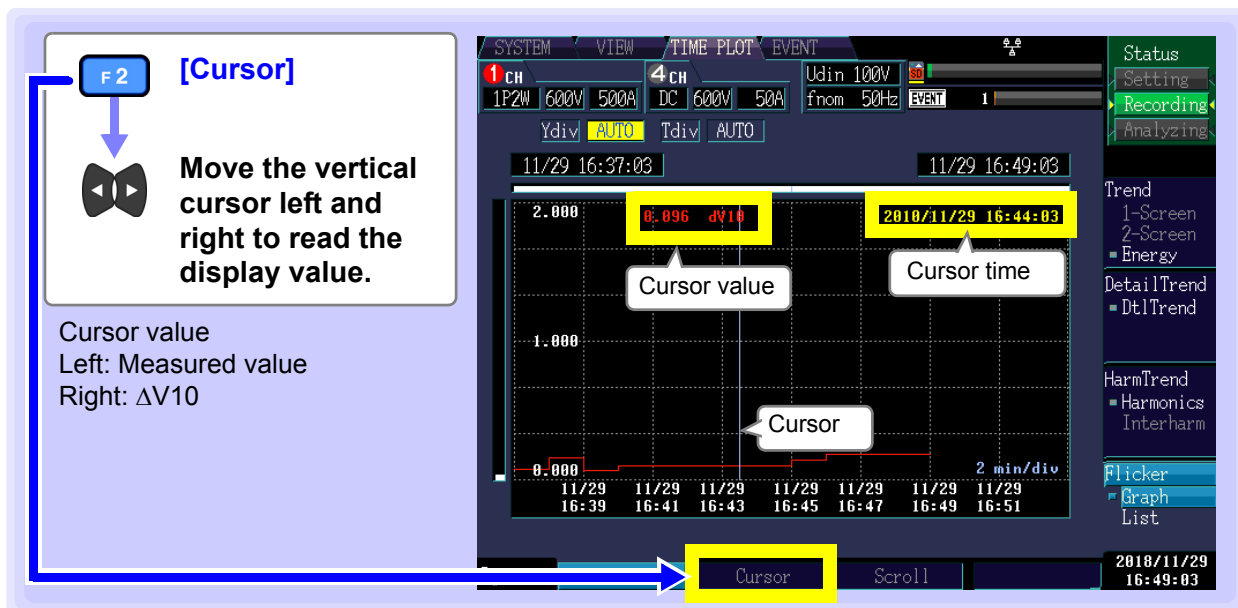 F 2
[Cursor]
Move the vertical
cursor left and
right to read the
display value.
Cursor value
Left: Measured value
Right: ΔV10
SYSTEM VIEW TIME PLOT EVENT
1 CH 4 CH Udin 100V SD
1P2W 600V 500A DC 600V 50A fnom 50Hz EVENT 1
Ydiv AUTO Tdiv AUTO
11/29 16:37:03 11/29 16:49:03
2.000 0.096 dV10 2010/11/29 16:44:03
Cursor value
Cursor time
1.000
Cursor
0.000 2 min/div
11/29 11/29 11/29 11/29 11/29 11/29 11/29
16:39 16:41 16:43 16:45 16:47 16:49 16:51
Cursor Scroll
Status
Setting
Recording
Analyzing
Trend
1-Screen
2-Screen
Energy
DetailTrend
DtlTrend
HarmTrend
Harmonics
Interharm
Flicker
Graph
List
2018/11/29
16:49:03